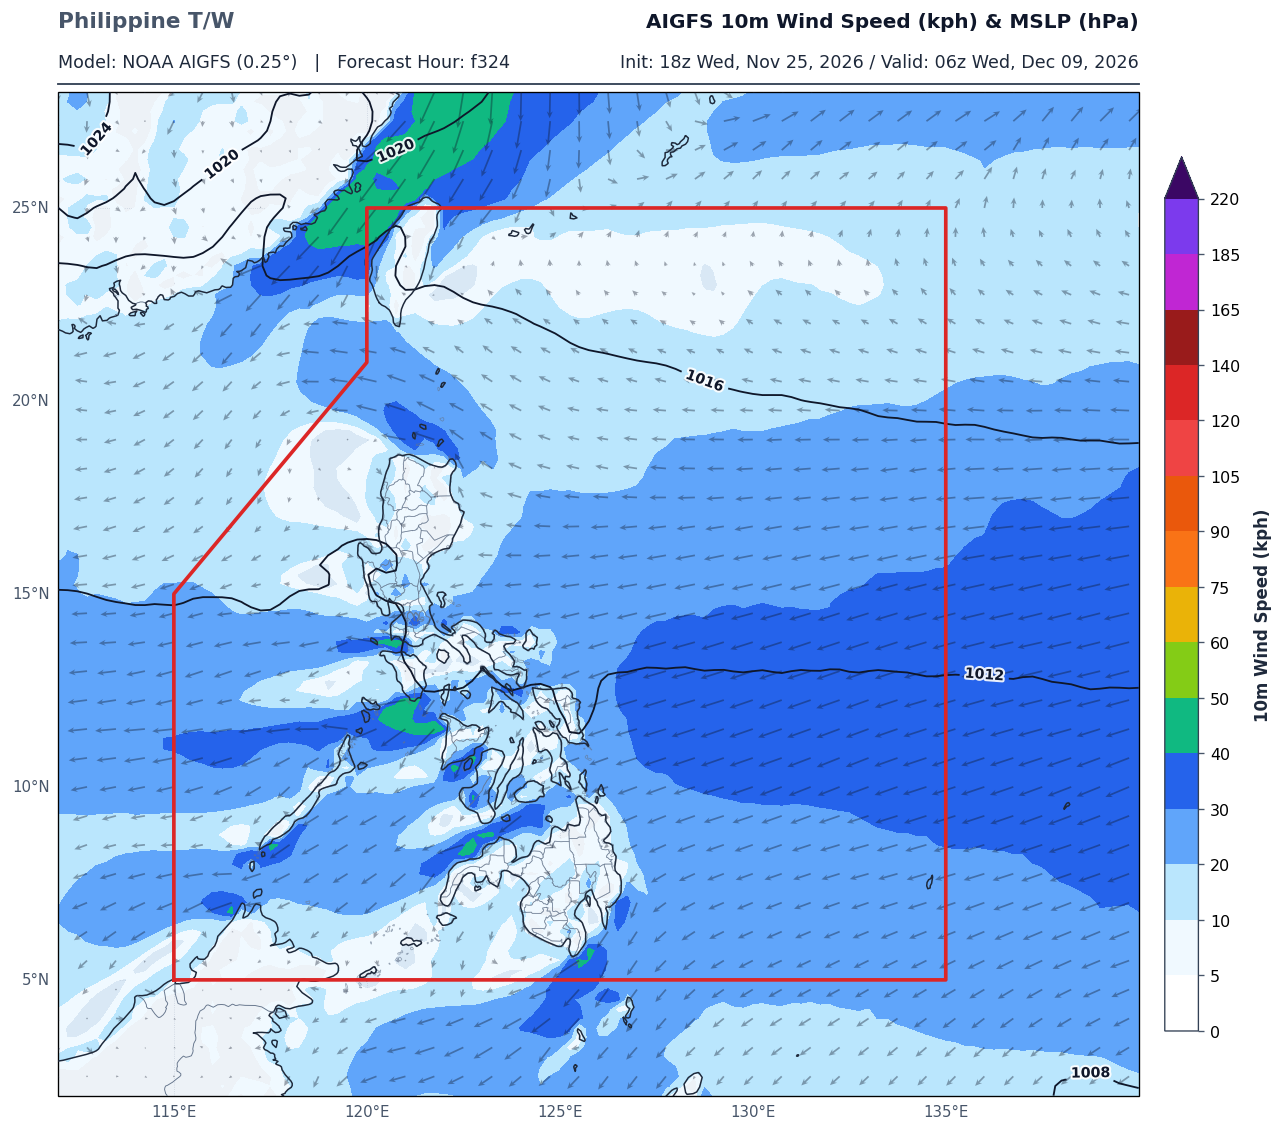 Philippine T/W
AIGFS 10m Wind Speed (kph) & MSLP (hPa)
Model: NOAA AIGFS (0.25°) | Forecast Hour: f324
Init: 18z Wed, Nov 25, 2026 / Valid: 06z Wed, Dec 09, 2026
1024
1020
1020
1016
1012
1008
25°N
20°N
15°N
10°N
5°N
115°E
120°E
125°E
130°E
135°E
220
185
165
140
120
105
90
75
60
50
40
30
20
10
5
0
10m Wind Speed (kph)